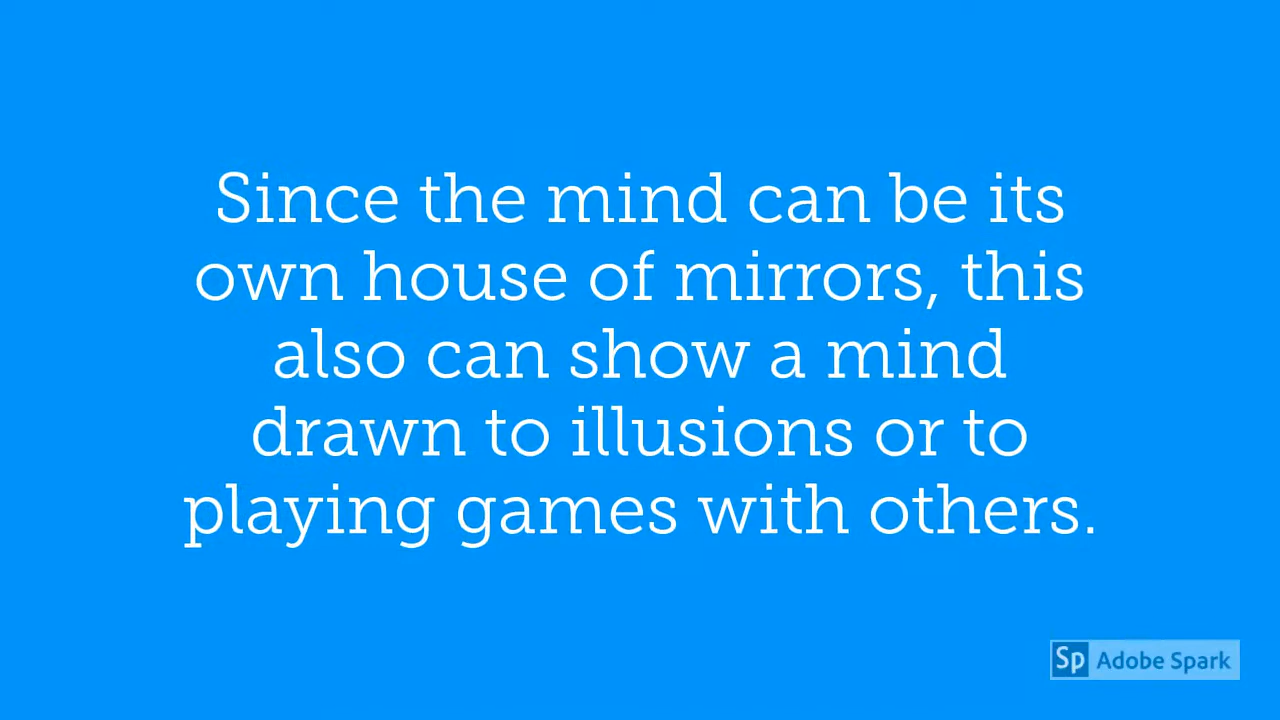 Since the mind can be its
own house of mirrors, this
also can show a mind
drawn to illusions or to
playing games with others.
Sp Adobe Spark